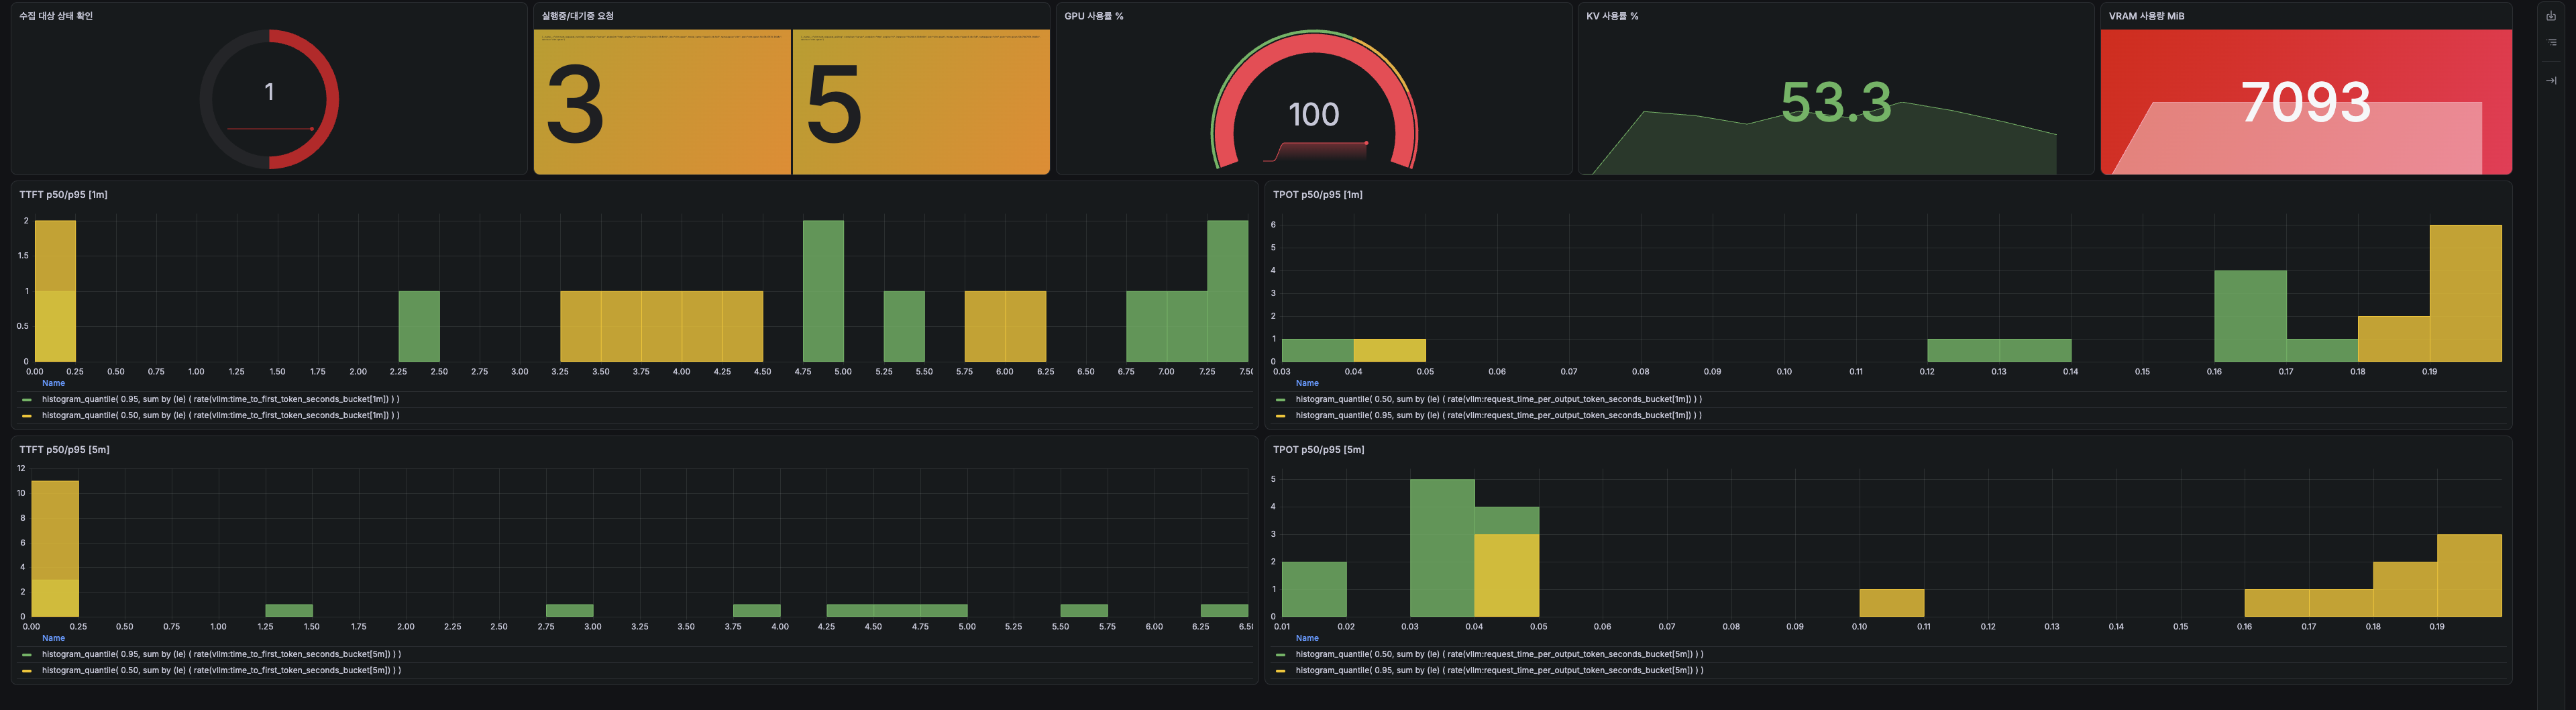 수집 대상 상태 확인
1
실행중/대기중 요청
3
5
GPU 사용률 %
100
KV 사용률 %
53.3
VRAM 사용량 MiB
7093
TTFT p50/p95 [1m]
2
1.5
1
0.5
0
0.00 0.25 0.50 0.75 1.00 1.25 1.50 1.75 2.00 2.25 2.50 2.75 3.00 3.25 3.50 3.75 4.00 4.25 4.50 4.75 5.00 5.25 5.50 5.75 6.00 6.25 6.50 6.75 7.00 7.25 7.50
Name
histogram_quantile( 0.95, sum by (le) ( rate(vllm:time_to_first_token_seconds_bucket[1m]) ) )
histogram_quantile( 0.50, sum by (le) ( rate(vllm:time_to_first_token_seconds_bucket[1m]) ) )
TPOT p50/p95 [1m]
6
5
4
3
2
1
0
0.03 0.04 0.05 0.06 0.07 0.08 0.09 0.10 0.11 0.12 0.13 0.14 0.15 0.16 0.17 0.18 0.19
Name
histogram_quantile( 0.50, sum by (le) ( rate(vllm:request_time_per_output_token_seconds_bucket[1m]) ) )
histogram_quantile( 0.95, sum by (le) ( rate(vllm:request_time_per_output_token_seconds_bucket[1m]) ) )
TTFT p50/p95 [5m]
12
10
8
6
4
2
0
0.00 0.25 0.50 0.75 1.00 1.25 1.50 1.75 2.00 2.25 2.50 2.75 3.00 3.25 3.50 3.75 4.00 4.25 4.50 4.75 5.00 5.25 5.50 5.75 6.00 6.25 6.50
Name
histogram_quantile( 0.95, sum by (le) ( rate(vllm:time_to_first_token_seconds_bucket[5m]) ) )
histogram_quantile( 0.50, sum by (le) ( rate(vllm:time_to_first_token_seconds_bucket[5m]) ) )
TPOT p50/p95 [5m]
5
4
3
2
1
0
0.01 0.02 0.03 0.04 0.05 0.06 0.07 0.08 0.09 0.10 0.11 0.12 0.13 0.14 0.15 0.16 0.17 0.18 0.19
Name
histogram_quantile( 0.50, sum by (le) ( rate(vllm:request_time_per_output_token_seconds_bucket[5m]) ) )
histogram_quantile( 0.95, sum by (le) ( rate(vllm:request_time_per_output_token_seconds_bucket[5m]) ) )